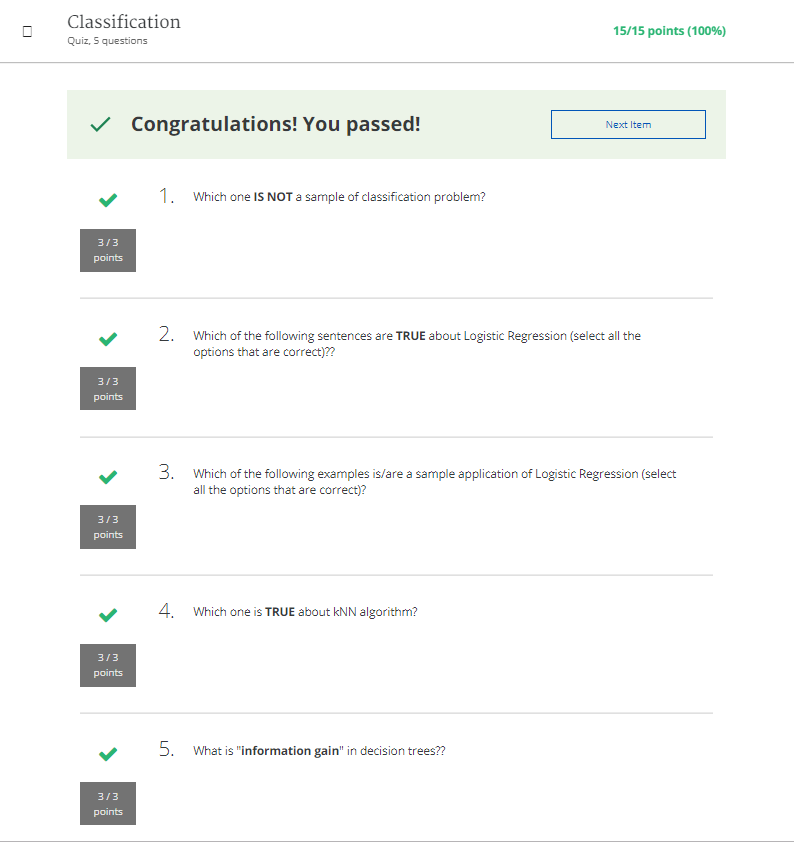 Classification
Quiz, 5 questions
15/15 points (100%)
Congratulations! You passed!
Next Item
1.
Which one IS NOT a sample of classification problem?
3 / 3
points
2.
Which of the following sentences are TRUE about Logistic Regression (select all the
options that are correct)??
3 / 3
points
3.
Which of the following examples is/are a sample application of Logistic Regression (select
all the options that are correct)?
3 / 3
points
4.
Which one is TRUE about kNN algorithm?
3 / 3
points
5.
What is "information gain" in decision trees??
3 / 3
points